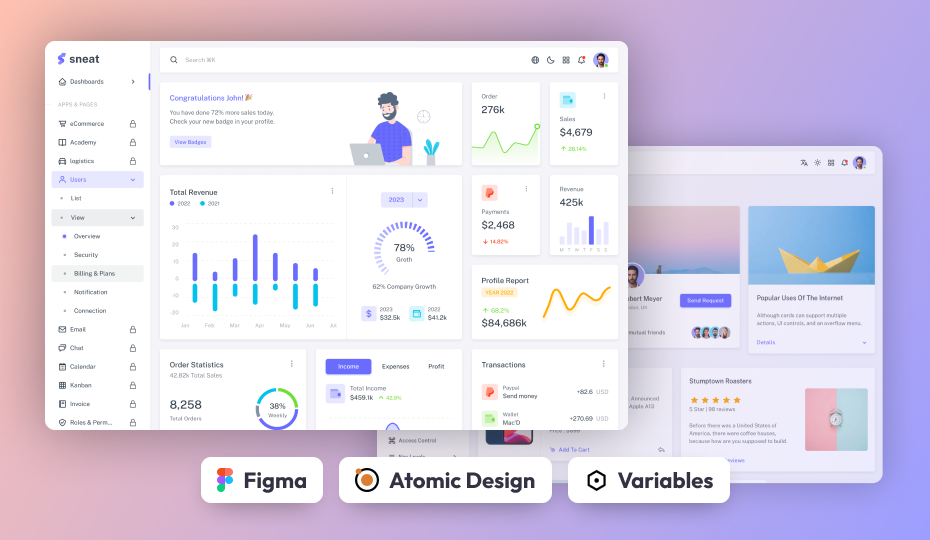 sneat
Search ⌘K
Dashboards
APPS & PAGES
eCommerce
Academy
logistics
Users
List
View
Overview
Security
Billing & Plans
Notification
Connection
Email
Chat
Calendar
Kanban
Invoice
Roles & Perm...
Congratulations John! 🎉
You have done 72% more sales today.
Check your new badge in your profile.
View Badges
Order
276k
Sales
$4,679
28.14%
Total Revenue
2022
2021
30
20
10
0
-10
-20
Jan Feb Mar Apr May Jun Jul
2023
78%
Groth
62% Company Growth
2023
$32.5k
2022
$41.2k
Payments
$2,468
14.82%
Revenue
425k
M T W T F S S
Profile Report
YEAR 2022
68.2%
$84,686k
Order Statistics
42.82k Total Sales
8,258
Total Orders
38%
Weekly
Income
Expenses
Profit
Total Income
$459.1k
42.9%
Transactions
Paypal
Send money
+82.6 USD
Wallet
Mac'D
+270.69 USD
Send Request
mutual friends
Popular Uses Of The Internet
Although cards can support multiple
actions, UI controls, and an overflow menu.
Details
Announced
Apple A13
Add To Cart
Access Control
Stumptown Roasters
5 Star | 98 reviews
Before there was a United States of
America, there were coffee houses,
because how are you supposed to build.
Figma
Atomic Design
Variables